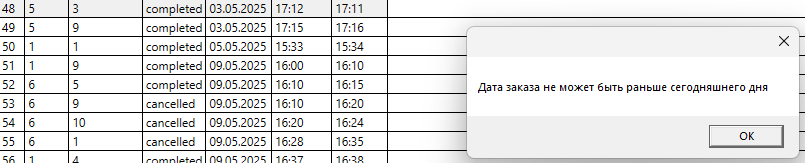 48 5 3 completed 03.05.2025 17:12 17:11
49 5 9 completed 03.05.2025 17:15 17:16
50 1 1 completed 05.05.2025 15:33 15:34
51 1 9 completed 09.05.2025 16:00 16:10
52 6 5 completed 09.05.2025 16:10 16:15
53 6 9 cancelled 09.05.2025 16:10 16:20
54 6 10 cancelled 09.05.2025 16:20 16:24
55 6 1 cancelled 09.05.2025 16:28 16:35
56 1 4 completed 09.05.2025 16:37 16:38
Дата заказа не может быть раньше сегодняшнего дня
ОК